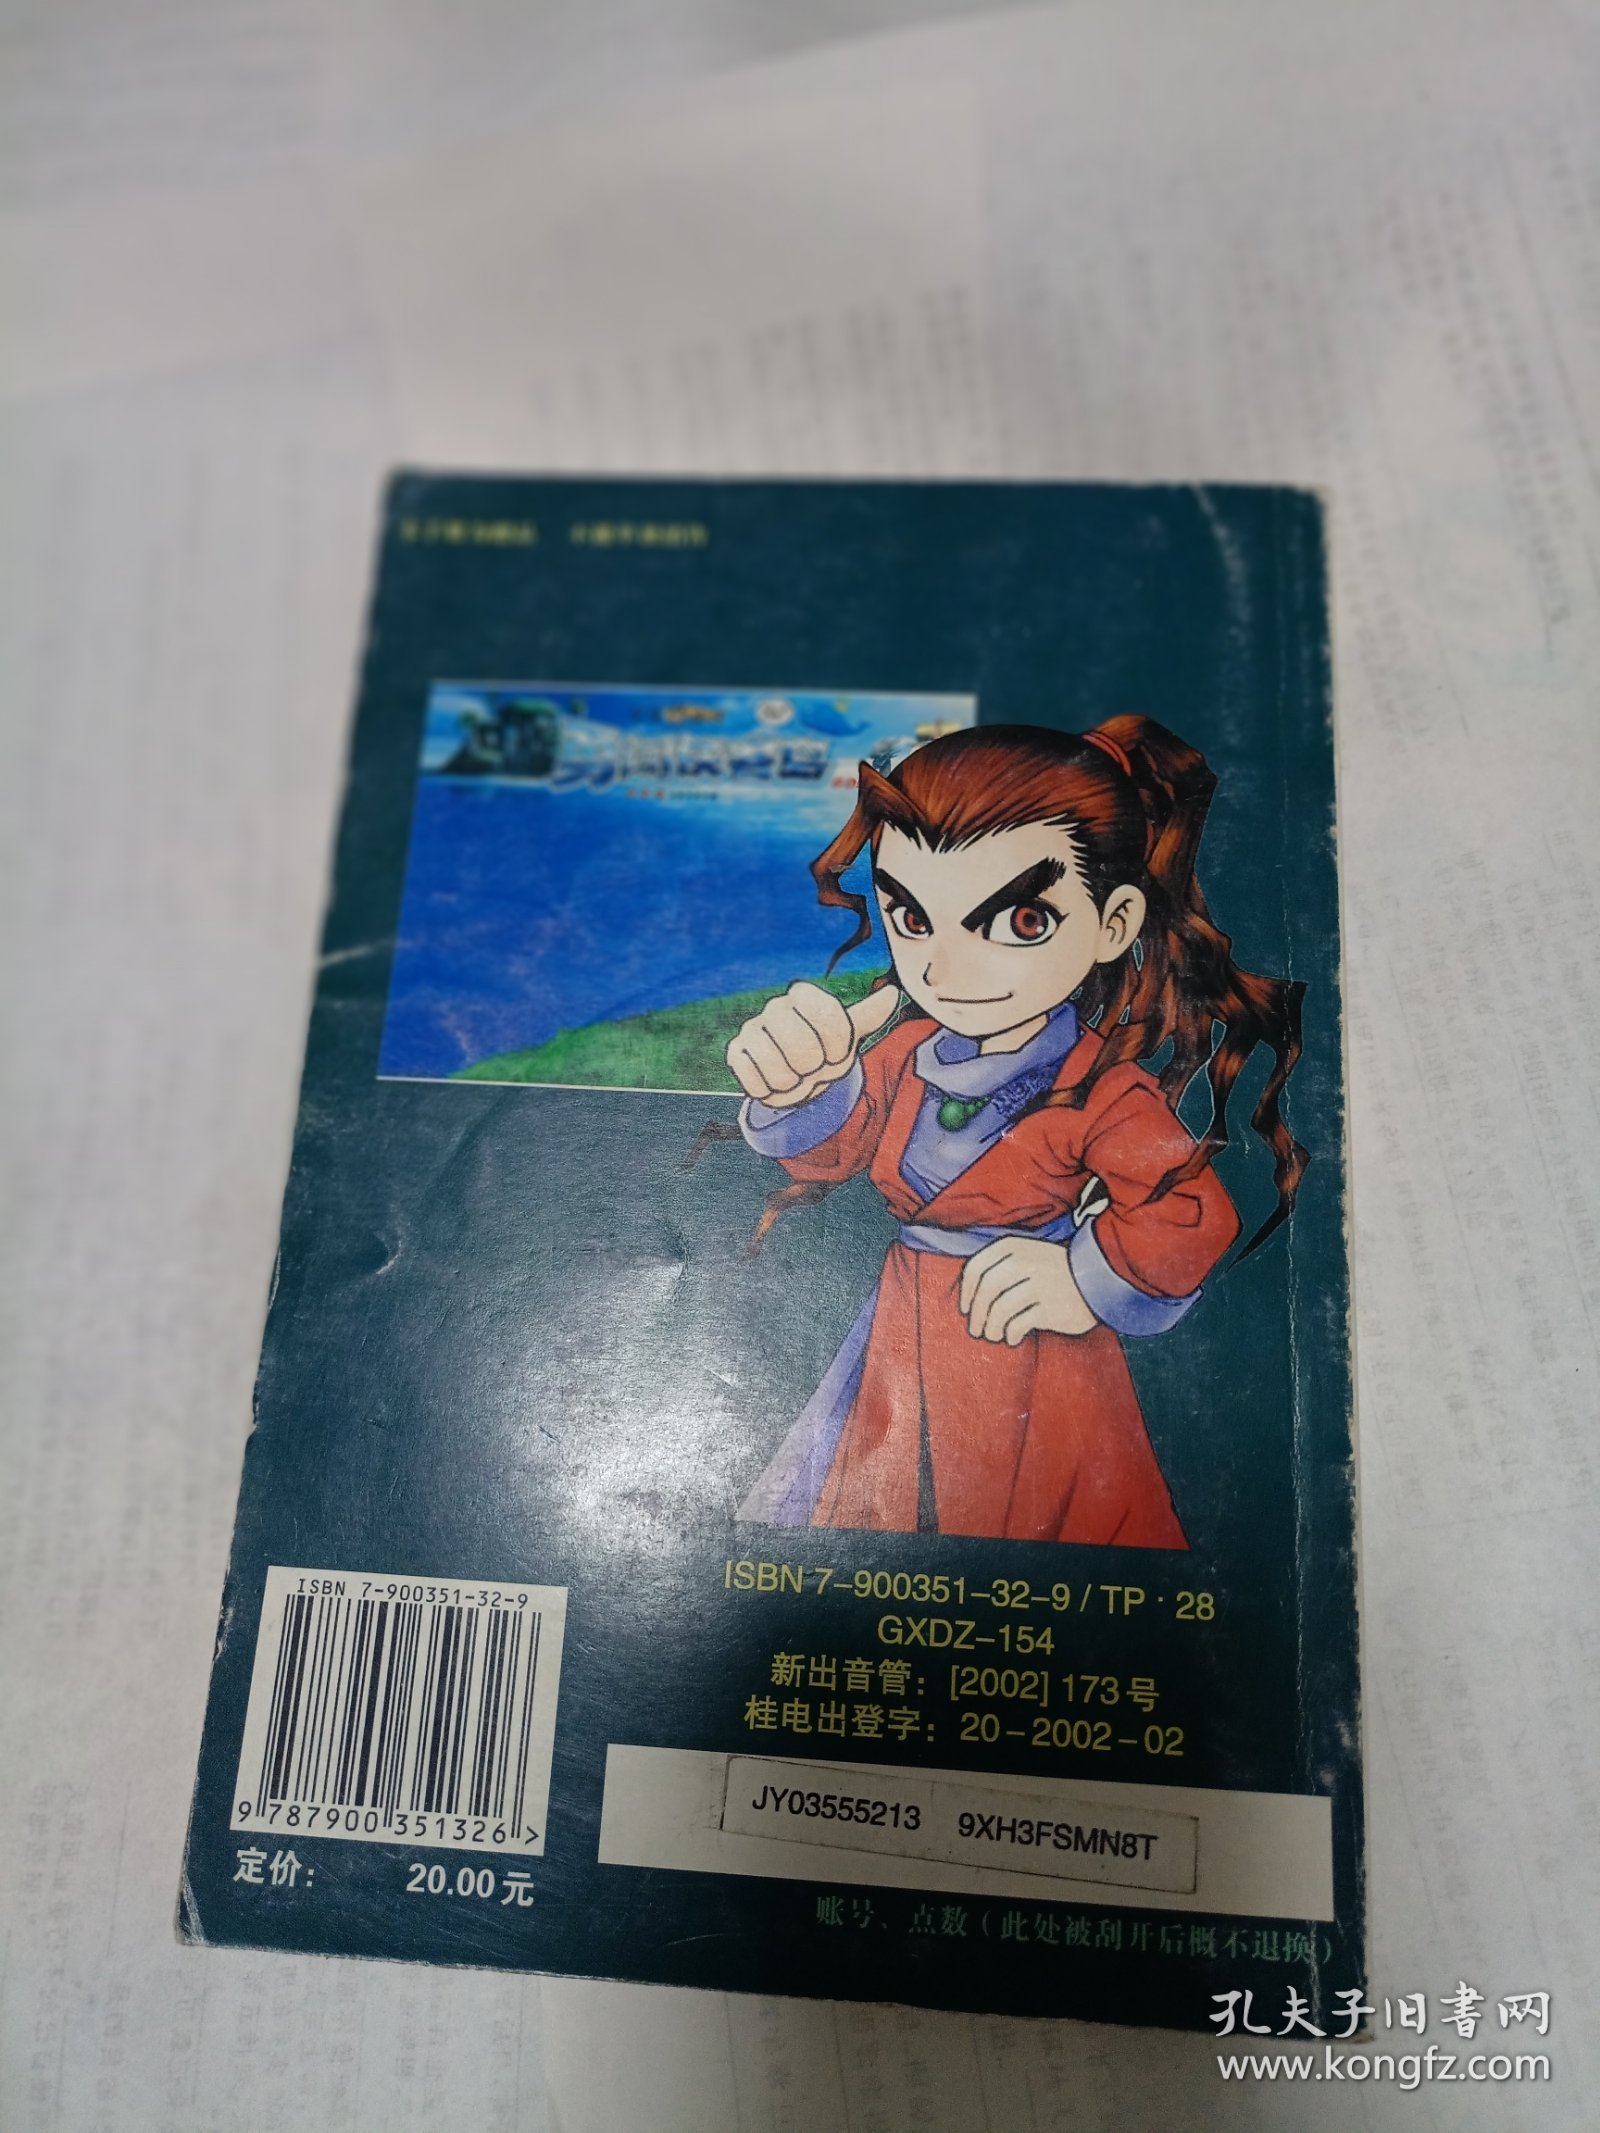 ISBN 7-900351-32-9 / TP · 28
GXDZ-154
新出音管：[2002] 173号
桂电出登字：20-2002-02
ISBN 7-900351-32-9
9 787900 351326 >
定价： 20.00元
JY03555213 9XH3FSMN8T
账号、点数（此处被刮开后概不退换）
孔夫子旧書网
www.kongfz.com